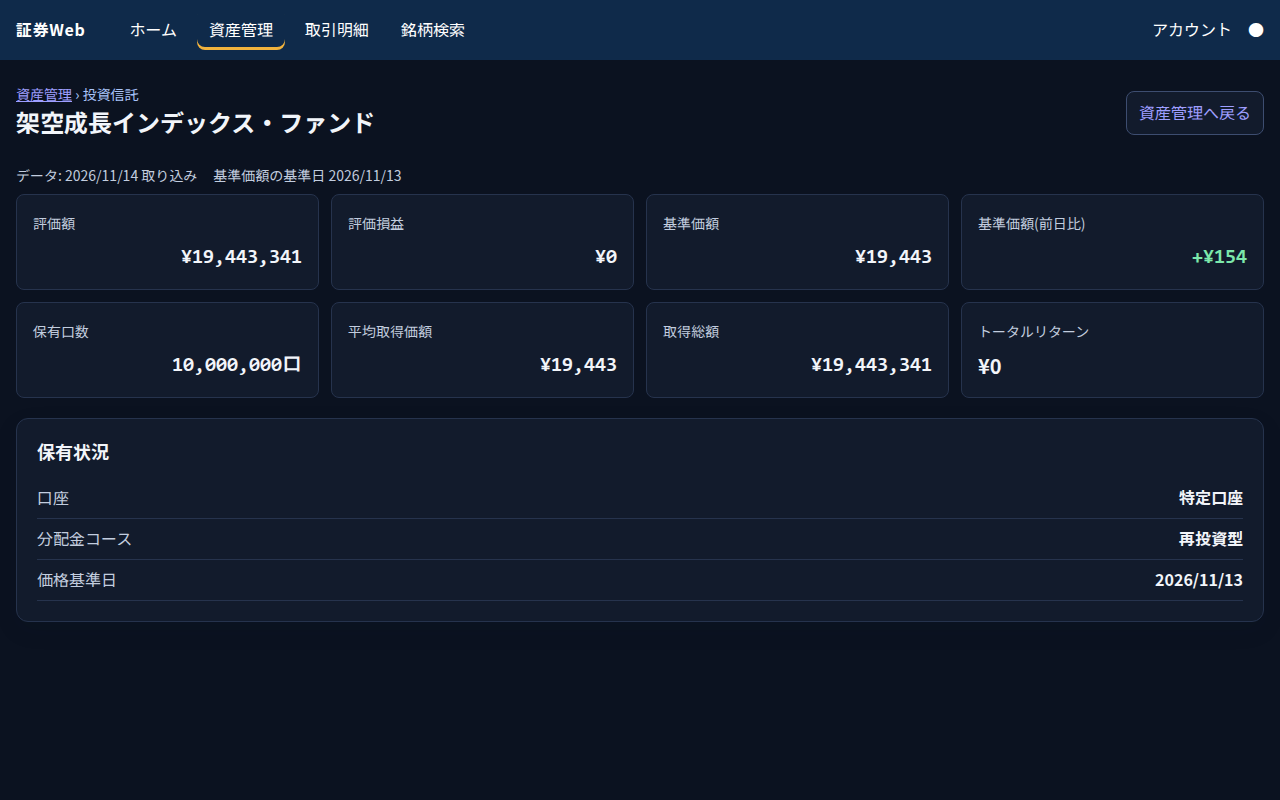 証券Web ホーム 資産管理 取引明細 銘柄検索 アカウント
資産管理 › 投資信託
架空成長インデックス・ファンド
資産管理へ戻る
データ: 2026/11/14 取り込み 基準価額の基準日 2026/11/13
評価額
¥19,443,341
評価損益
¥0
基準価額
¥19,443
基準価額(前日比)
+¥154
保有口数
10,000,000口
平均取得価額
¥19,443
取得総額
¥19,443,341
トータルリターン
¥0
保有状況
口座 特定口座
分配金コース 再投資型
価格基準日 2026/11/13